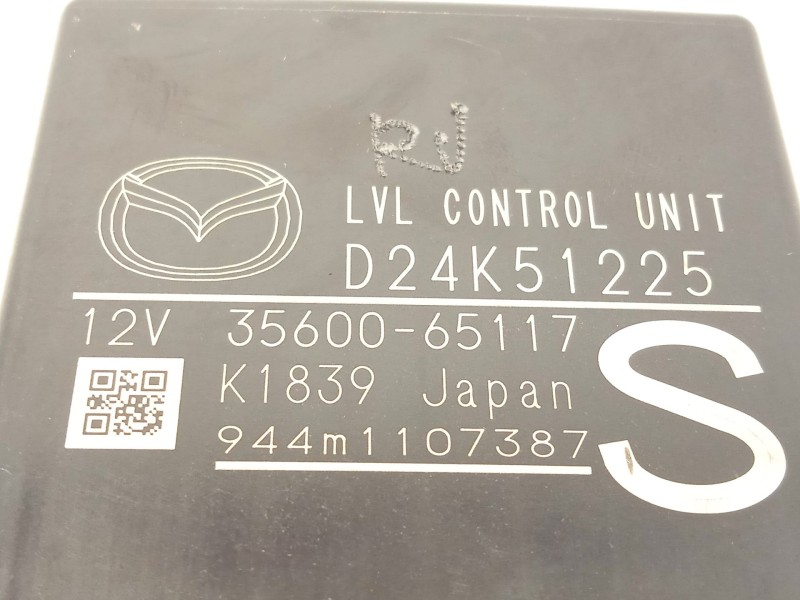 RJ
LVL CONTROL UNIT
D24K51225
12V 35600-65117
K1839 Japan
944m1107387
S